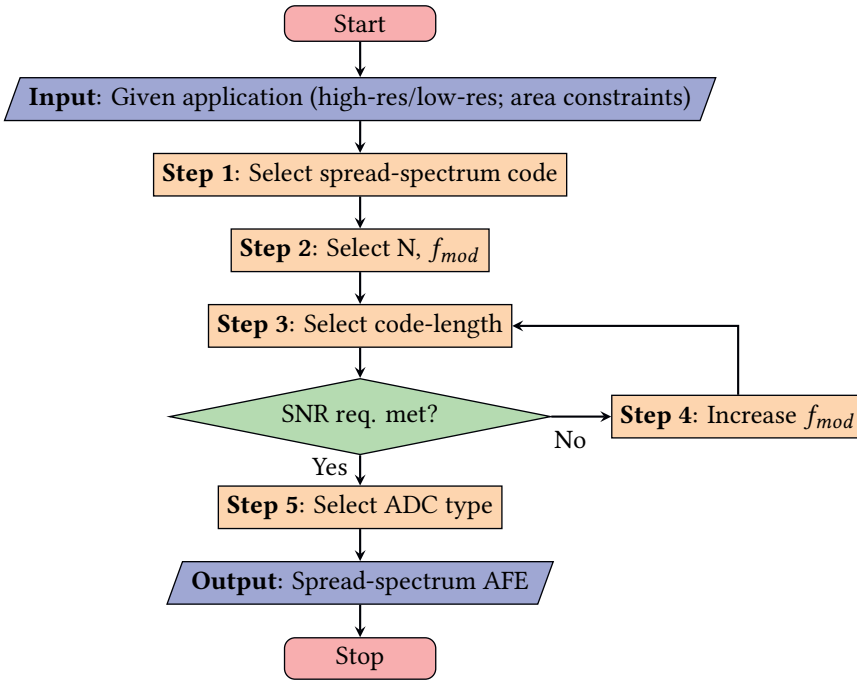 Start
Input: Given application (high-res/low-res; area constraints)
Step 1: Select spread-spectrum code
Step 2: Select N, f_mod
Step 3: Select code-length
SNR req. met?
No
Step 4: Increase f_mod
Yes
Step 5: Select ADC type
Output: Spread-spectrum AFE
Stop